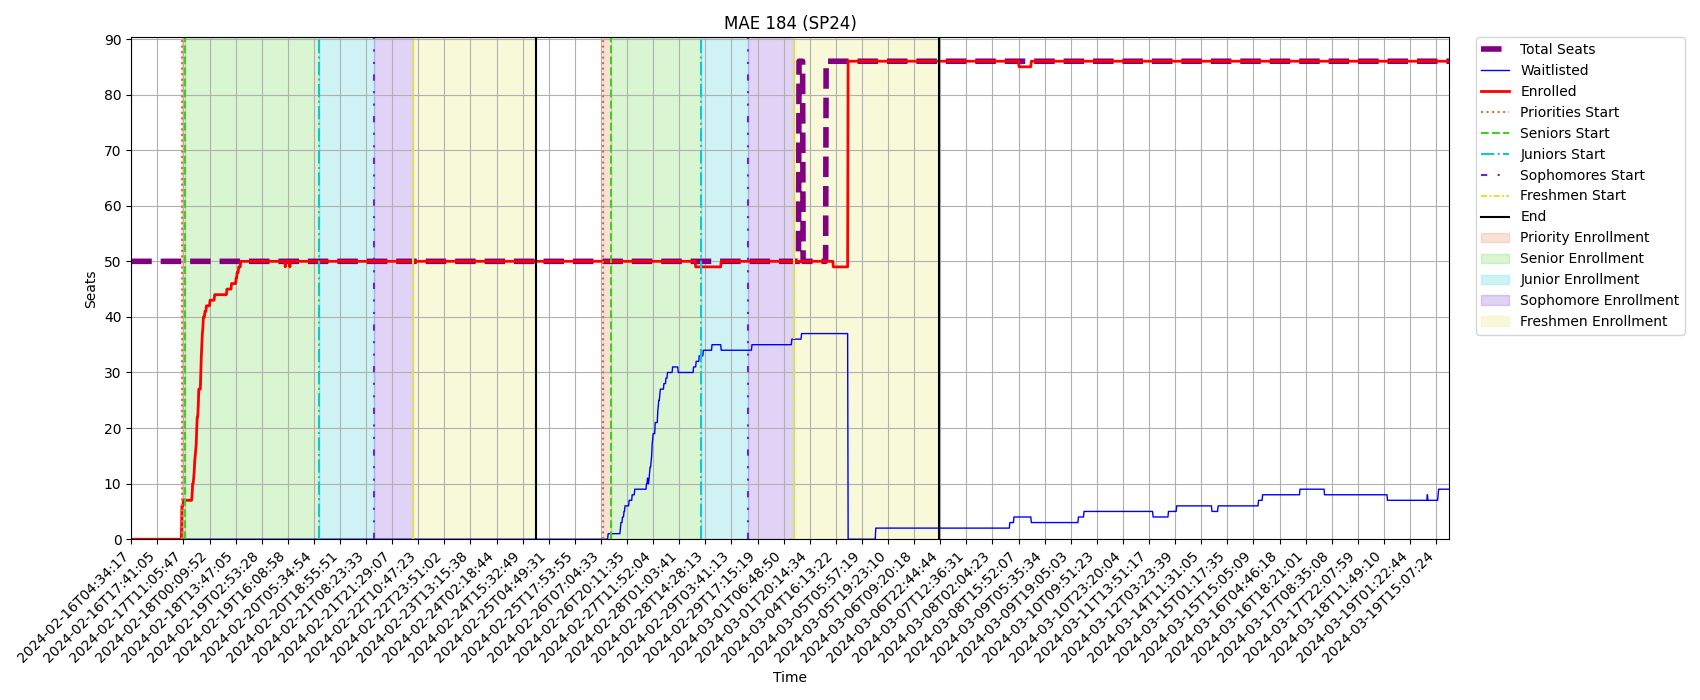 MAE 184 (SP24)
90
80
70
60
50
40
30
20
10
0
Seats
2024-02-16T04:34:17
2024-02-16T17:41:05
2024-02-17T11:05:47
2024-02-18T00:09:52
2024-02-18T13:47:05
2024-02-19T02:53:28
2024-02-19T16:08:58
2024-02-20T05:34:54
2024-02-20T18:55:51
2024-02-21T08:23:33
2024-02-21T21:29:07
2024-02-22T10:47:23
2024-02-22T23:51:02
2024-02-23T13:15:38
2024-02-24T02:18:44
2024-02-24T15:32:49
2024-02-25T04:49:31
2024-02-25T17:53:55
2024-02-26T07:04:33
2024-02-26T20:11:35
2024-02-27T11:52:04
2024-02-28T01:03:41
2024-02-28T14:28:13
2024-02-29T03:41:13
2024-02-29T17:15:19
2024-03-01T06:48:50
2024-03-01T20:14:34
2024-03-04T16:13:22
2024-03-05T05:57:19
2024-03-05T19:23:10
2024-03-06T09:20:18
2024-03-06T22:44:44
2024-03-07T12:36:31
2024-03-08T02:04:23
2024-03-08T15:52:07
2024-03-09T05:35:34
2024-03-09T19:05:03
2024-03-10T09:51:23
2024-03-10T23:20:04
2024-03-11T13:51:17
2024-03-12T03:23:39
2024-03-14T11:31:05
2024-03-15T01:17:35
2024-03-15T15:05:09
2024-03-16T04:46:18
2024-03-16T18:21:01
2024-03-17T08:35:08
2024-03-17T22:07:59
2024-03-18T11:49:10
2024-03-19T01:22:44
2024-03-19T15:07:24
Time
Total Seats
Waitlisted
Enrolled
Priorities Start
Seniors Start
Juniors Start
Sophomores Start
Freshmen Start
End
Priority Enrollment
Senior Enrollment
Junior Enrollment
Sophomore Enrollment
Freshmen Enrollment